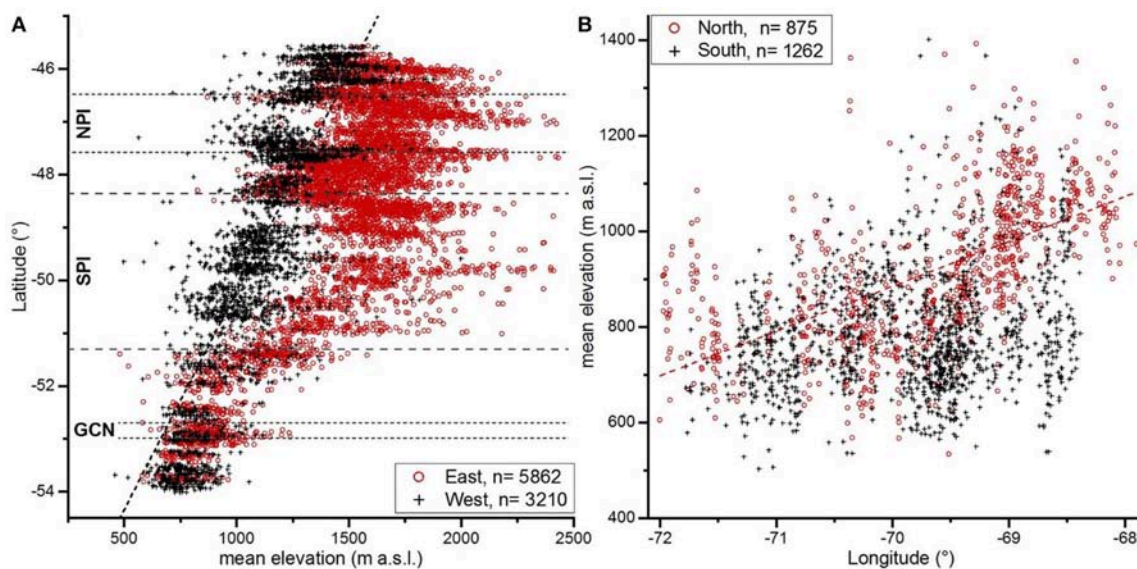 A
-46
-48
-50
-52
-54
Latitude (°)
NPI
SPI
GCN
East, n= 5862
West, n= 3210
500
1000
1500
2000
2500
mean elevation (m a.s.l.)
B
North, n= 875
South, n= 1262
1400
1200
1000
800
600
400
mean elevation (m a.s.l.)
-72
-71
-70
-69
-68
Longitude (°)